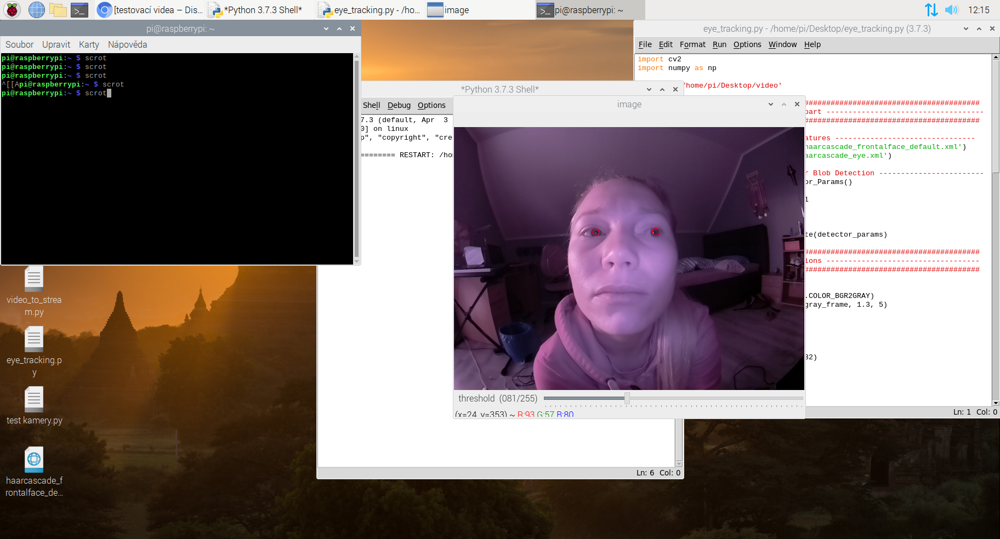 [testovací videa – Dis...
*Python 3.7.3 Shell*
eye_tracking.py - /ho...
image
pi@raspberrypi: ~
12:15
pi@raspberrypi: ~
Soubor Upravit Karty Nápověda
pi@raspberrypi:~ $ scrot
pi@raspberrypi:~ $ scrot
pi@raspberrypi:~ $ scrot
^[[Api@raspberrypi:~ $ scrot
pi@raspberrypi:~ $ scrot
video_to_strea
m.py
eye_tracking.p
y
test kamery.py
haarcascade_f
rontalface_de...
*Python 3.7.3 Shell*
Shell Debug Options
7.3 (default, Apr 3
0] on linux
p", "copyright", "cre
======== RESTART: /ho
Ln: 6 Col: 0
image
threshold (081/255)
(x=24, y=353) ~ R:93 G:57 B:80
eye_tracking.py - /home/pi/Desktop/eye_tracking.py (3.7.3)
File Edit Format Run Options Window Help
import cv2
import numpy as np
/home/pi/Desktop/video'
########################################
part ------------------------------------
########################################
atures --------------------------------
haarcascade_frontalface_default.xml')
aarcascade_eye.xml')
r Blob Detection ------------------------
or_Params()
1
te(detector_params)
########################################
ions -----------------------------------
########################################
.COLOR_BGR2GRAY)
gray_frame, 1.3, 5)
32)
Ln: 1 Col: 0